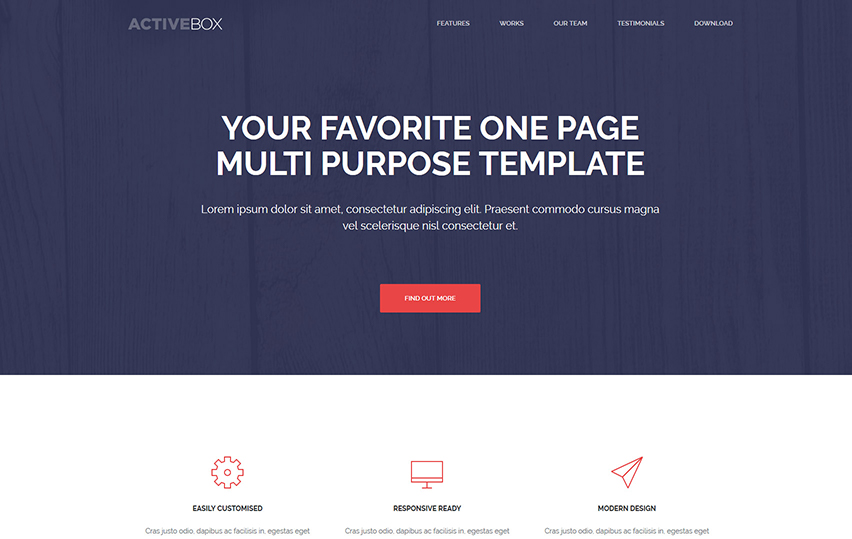 ACTIVEBOX
FEATURES WORKS OUR TEAM TESTIMONIALS DOWNLOAD
YOUR FAVORITE ONE PAGE
MULTI PURPOSE TEMPLATE
Lorem ipsum dolor sit amet, consectetur adipiscing elit. Praesent commodo cursus magna
vel scelerisque nisl consectetur et.
FIND OUT MORE
EASILY CUSTOMISED
Cras justo odio, dapibus ac facilisis in, egestas eget
RESPONSIVE READY
Cras justo odio, dapibus ac facilisis in, egestas eget
MODERN DESIGN
Cras justo odio, dapibus ac facilisis in, egestas eget